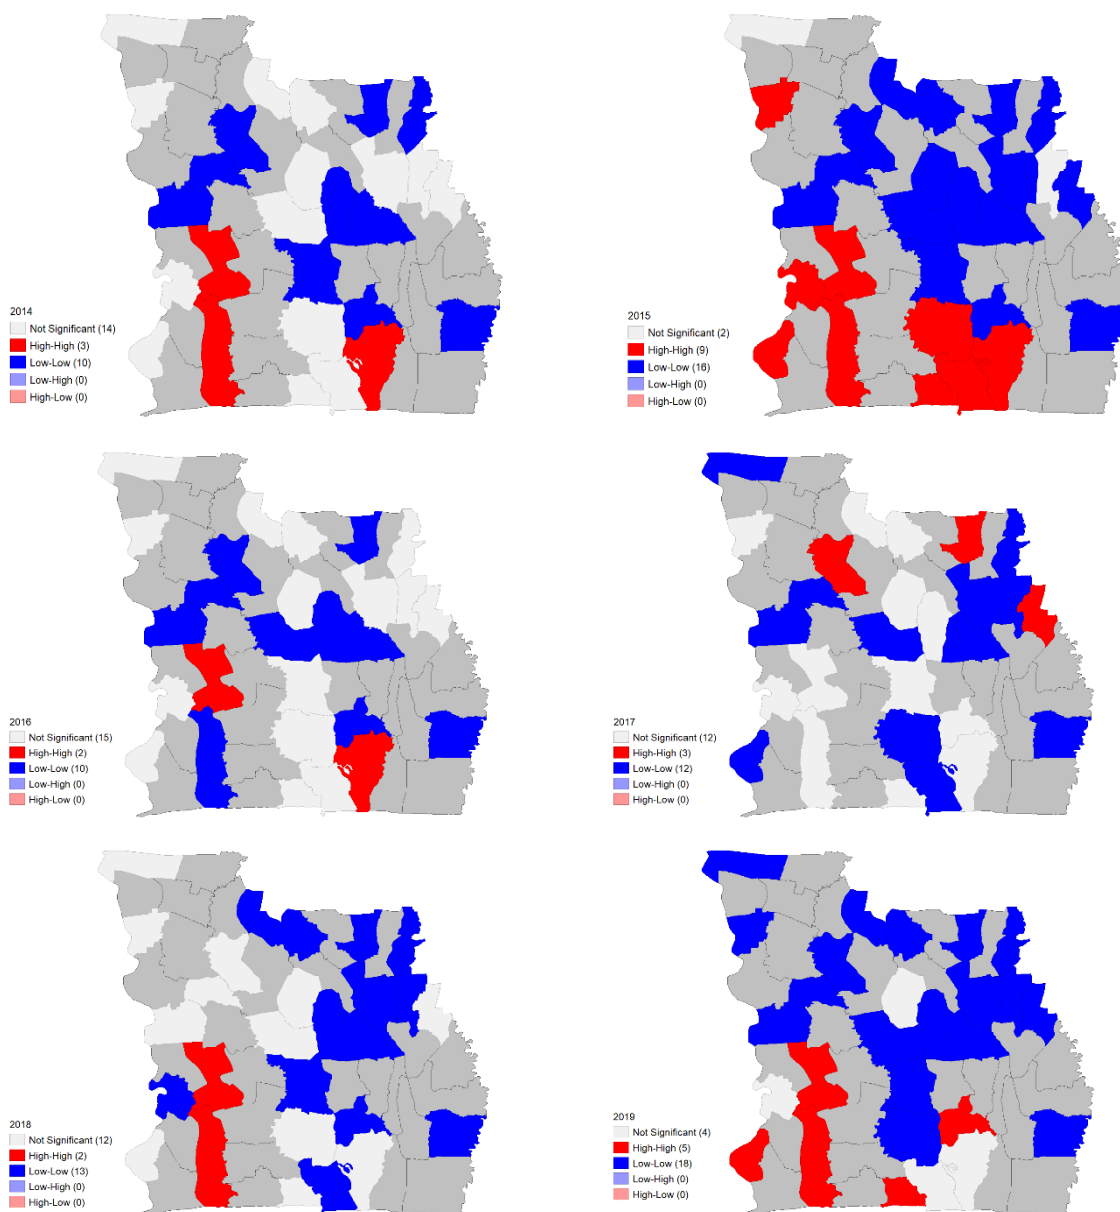 2014
Not Significant (14)
High-High (3)
Low-Low (10)
Low-High (0)
High-Low (0)
2015
Not Significant (2)
High-High (9)
Low-Low (16)
Low-High (0)
High-Low (0)
2016
Not Significant (15)
High-High (2)
Low-Low (10)
Low-High (0)
High-Low (0)
2017
Not Significant (12)
High-High (3)
Low-Low (12)
Low-High (0)
High-Low (0)
2018
Not Significant (12)
High-High (2)
Low-Low (13)
Low-High (0)
High-Low (0)
2019
Not Significant (4)
High-High (5)
Low-Low (18)
Low-High (0)
High-Low (0)